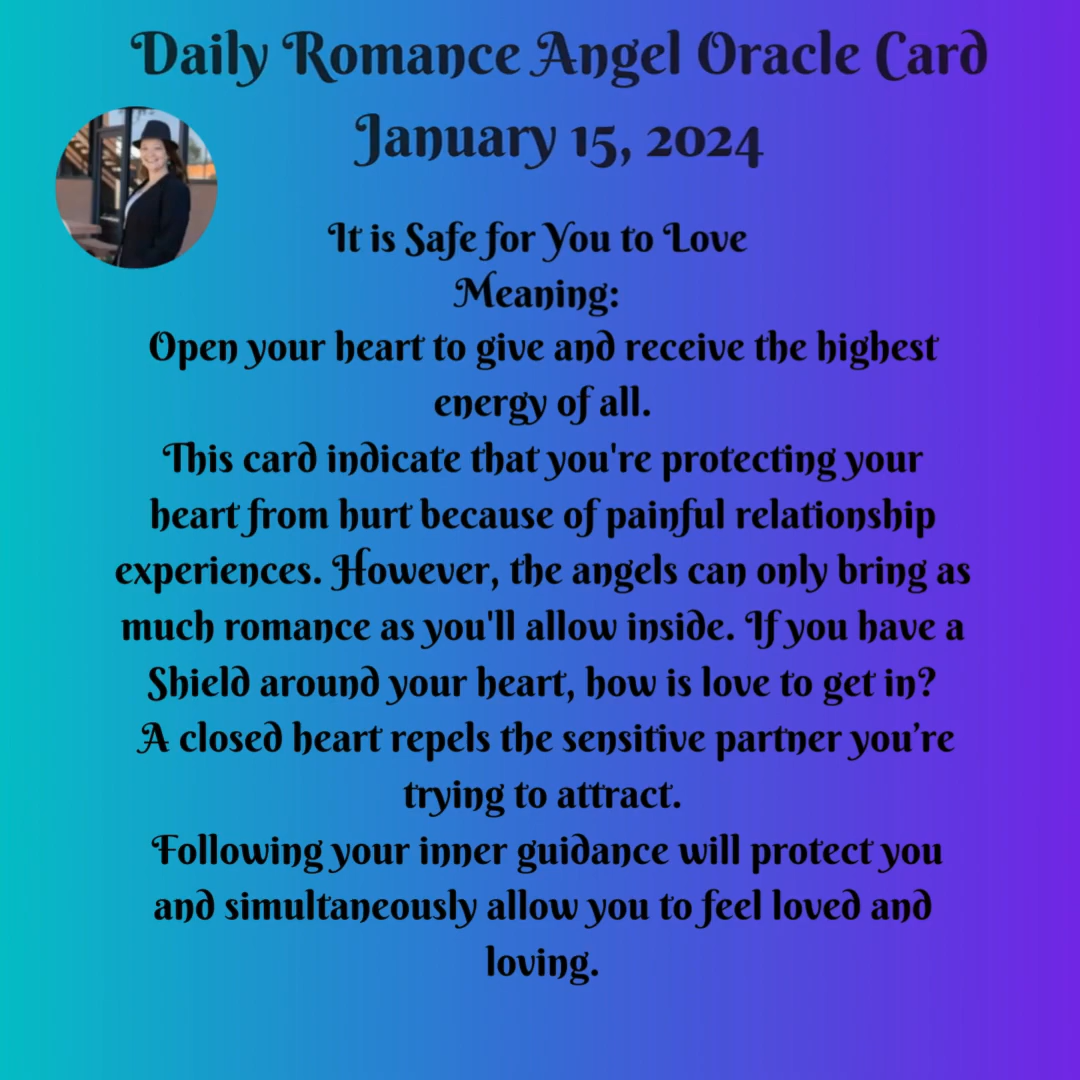 Daily Romance Angel Oracle Card
January 15, 2024
It is Safe for You to Love
Meaning:
Open your heart to give and receive the highest
energy of all.
This card indicate that you're protecting your
heart from hurt because of painful relationship
experiences. However, the angels can only bring as
much romance as you'll allow inside. If you have a
Shield around your heart, how is love to get in?
A closed heart repels the sensitive partner you’re
trying to attract.
Following your inner guidance will protect you
and simultaneously allow you to feel loved and
loving.